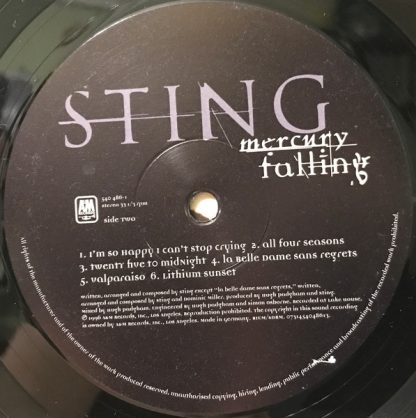 STING
mercury
falling
A&M
540 486-1
stereo 33 1/3 rpm
side two
1. I'm so happy I can't stop crying 2. all four seasons
3. twenty five to midnight 4. la belle dame sans regrets
5. valparaiso 6. Lithium sunset
written, arranged and composed by sting except "la belle dame sans regrets," written,
arranged and composed by sting and dominic miller. produced by hugh padgham and sting.
mixed by hugh padgham. engineered by hugh padgham and simon osborne. recorded at Lake house,
© 1996 A&M Records, Inc., Los Angeles. Reproduction prohibited. The copyright in this sound recording
is owned by A&M Records, Inc., Los Angeles. Made in Germany. BIEM/
All rights of the manufacturer and of the owner of the work produced reserved. unauthorised copying, hiring, lending, public performance and broadcasting of the recorded work prohibited.